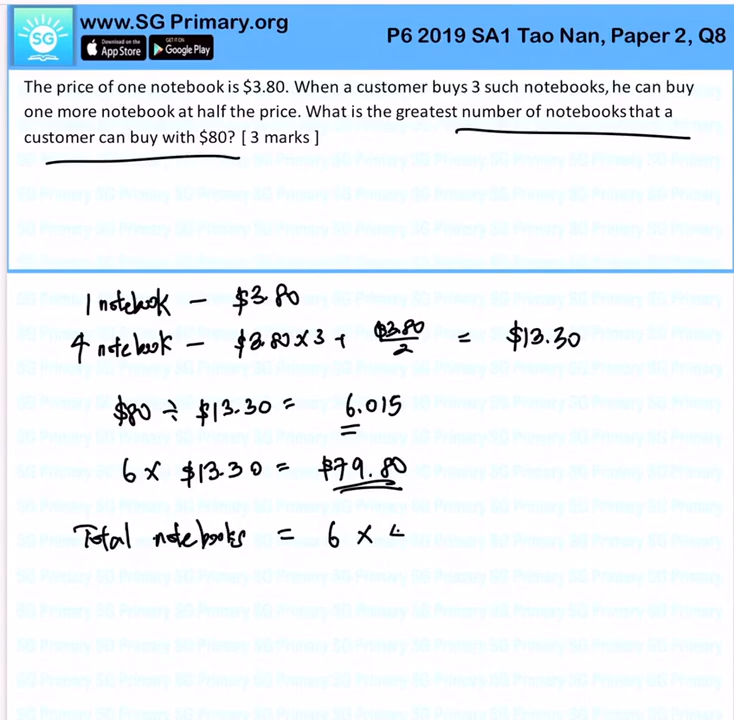 www.SG Primary.org
SG
Download on the App Store
GET IT ON Google Play
P6 2019 SA1 Tao Nan, Paper 2, Q8
The price of one notebook is $3.80. When a customer buys 3 such notebooks, he can buy
one more notebook at half the price. What is the greatest number of notebooks that a
customer can buy with $80? [ 3 marks ]
1 notebook – $3.80
4 notebook – $3.80 x 3 + $3.80/2 = $13.30
$80 ÷ $13.30 = 6.015
6 x $13.30 = $79.80
Total notebooks = 6 x